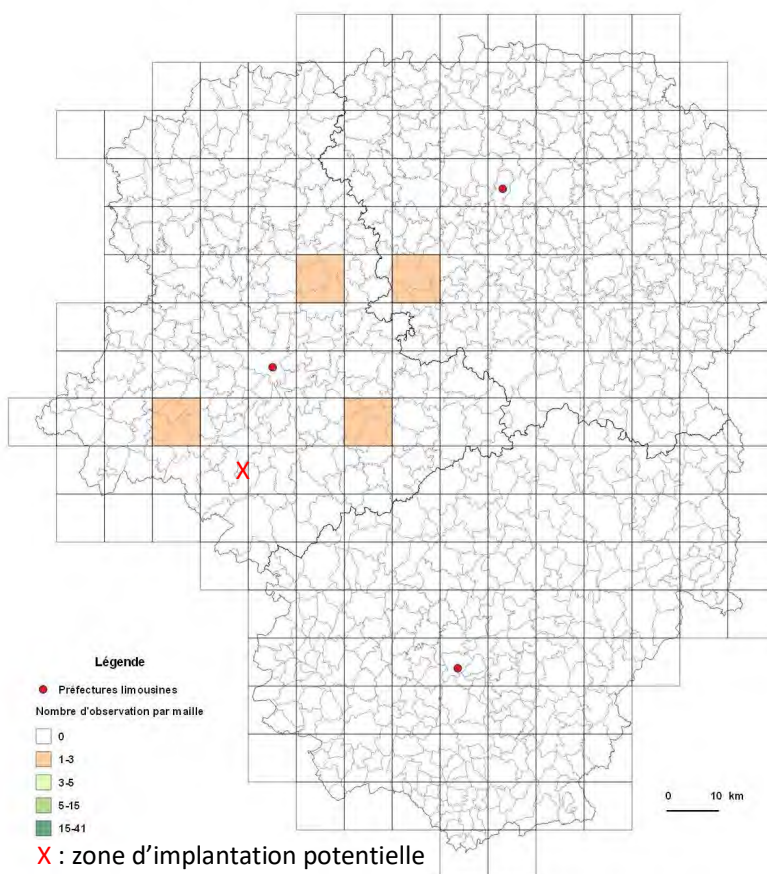 X
Légende
Préfectures limousines
Nombre d'observation par maille
0
1-3
3-5
5-15
15-41
0 10 km
X : zone d'implantation potentielle